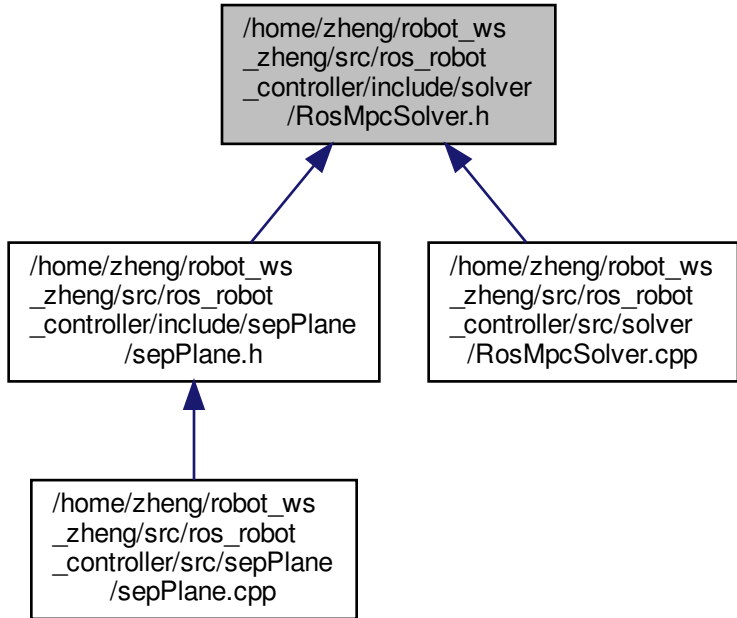 /home/zheng/robot_ws
_zheng/src/ros_robot
_controller/include/solver
/RosMpcSolver.h
/home/zheng/robot_ws
_zheng/src/ros_robot
_controller/include/sepPlane
/sepPlane.h
/home/zheng/robot_ws
_zheng/src/ros_robot
_controller/src/solver
/RosMpcSolver.cpp
/home/zheng/robot_ws
_zheng/src/ros_robot
_controller/src/sepPlane
/sepPlane.cpp